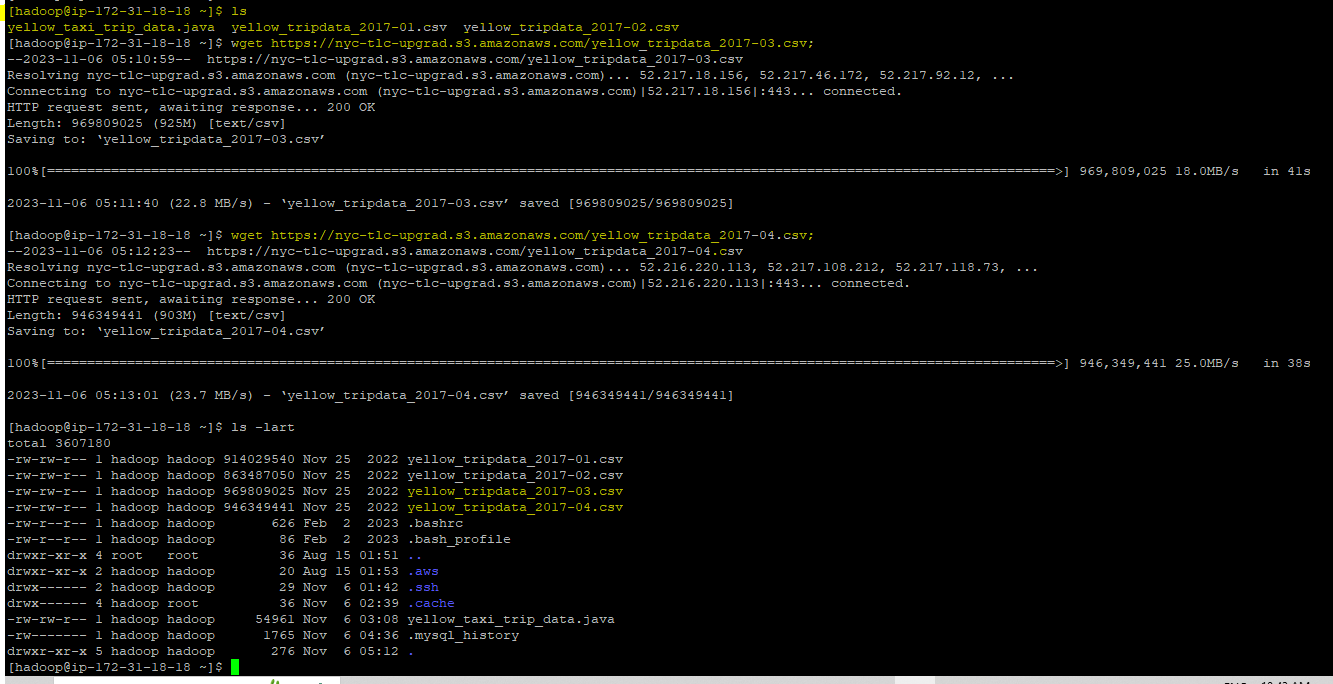 [hadoop@ip-172-31-18-18 ~]$ ls
yellow_taxi_trip_data.java  yellow_tripdata_2017-01.csv  yellow_tripdata_2017-02.csv
[hadoop@ip-172-31-18-18 ~]$ wget https://nyc-tlc-upgrad.s3.amazonaws.com/yellow_tripdata_2017-03.csv;
--2023-11-06 05:10:59--  https://nyc-tlc-upgrad.s3.amazonaws.com/yellow_tripdata_2017-03.csv
Resolving nyc-tlc-upgrad.s3.amazonaws.com (nyc-tlc-upgrad.s3.amazonaws.com)... 52.217.18.156, 52.217.46.172, 52.217.92.12, ...
Connecting to nyc-tlc-upgrad.s3.amazonaws.com (nyc-tlc-upgrad.s3.amazonaws.com)|52.217.18.156|:443... connected.
HTTP request sent, awaiting response... 200 OK
Length: 969809025 (925M) [text/csv]
Saving to: ‘yellow_tripdata_2017-03.csv’
100%[==============================================================================>] 969,809,025 18.0MB/s   in 41s
2023-11-06 05:11:40 (22.8 MB/s) - ‘yellow_tripdata_2017-03.csv’ saved [969809025/969809025]
[hadoop@ip-172-31-18-18 ~]$ wget https://nyc-tlc-upgrad.s3.amazonaws.com/yellow_tripdata_2017-04.csv;
--2023-11-06 05:12:23--  https://nyc-tlc-upgrad.s3.amazonaws.com/yellow_tripdata_2017-04.csv
Resolving nyc-tlc-upgrad.s3.amazonaws.com (nyc-tlc-upgrad.s3.amazonaws.com)... 52.216.220.113, 52.217.108.212, 52.217.118.73, ...
Connecting to nyc-tlc-upgrad.s3.amazonaws.com (nyc-tlc-upgrad.s3.amazonaws.com)|52.216.220.113|:443... connected.
HTTP request sent, awaiting response... 200 OK
Length: 946349441 (903M) [text/csv]
Saving to: ‘yellow_tripdata_2017-04.csv’
100%[==============================================================================>] 946,349,441 25.0MB/s   in 38s
2023-11-06 05:13:01 (23.7 MB/s) - ‘yellow_tripdata_2017-04.csv’ saved [946349441/946349441]
[hadoop@ip-172-31-18-18 ~]$ ls -lart
total 3607180
-rw-rw-r-- 1 hadoop hadoop 914029540 Nov 25  2022 yellow_tripdata_2017-01.csv
-rw-rw-r-- 1 hadoop hadoop 863487050 Nov 25  2022 yellow_tripdata_2017-02.csv
-rw-rw-r-- 1 hadoop hadoop 969809025 Nov 25  2022 yellow_tripdata_2017-03.csv
-rw-rw-r-- 1 hadoop hadoop 946349441 Nov 25  2022 yellow_tripdata_2017-04.csv
-rw-r--r-- 1 hadoop hadoop       626 Feb  2  2023 .bashrc
-rw-r--r-- 1 hadoop hadoop        86 Feb  2  2023 .bash_profile
drwxr-xr-x 4 root   root          36 Aug 15 01:51 ..
drwxr-xr-x 2 hadoop hadoop        20 Aug 15 01:53 .aws
drwx------ 2 hadoop hadoop        29 Nov  6 01:42 .ssh
drwx------ 4 hadoop root          36 Nov  6 02:39 .cache
-rw-rw-r-- 1 hadoop hadoop     54961 Nov  6 03:08 yellow_taxi_trip_data.java
-rw------- 1 hadoop hadoop      1765 Nov  6 04:36 .mysql_history
drwxr-xr-x 5 hadoop hadoop       276 Nov  6 05:12 .
[hadoop@ip-172-31-18-18 ~]$